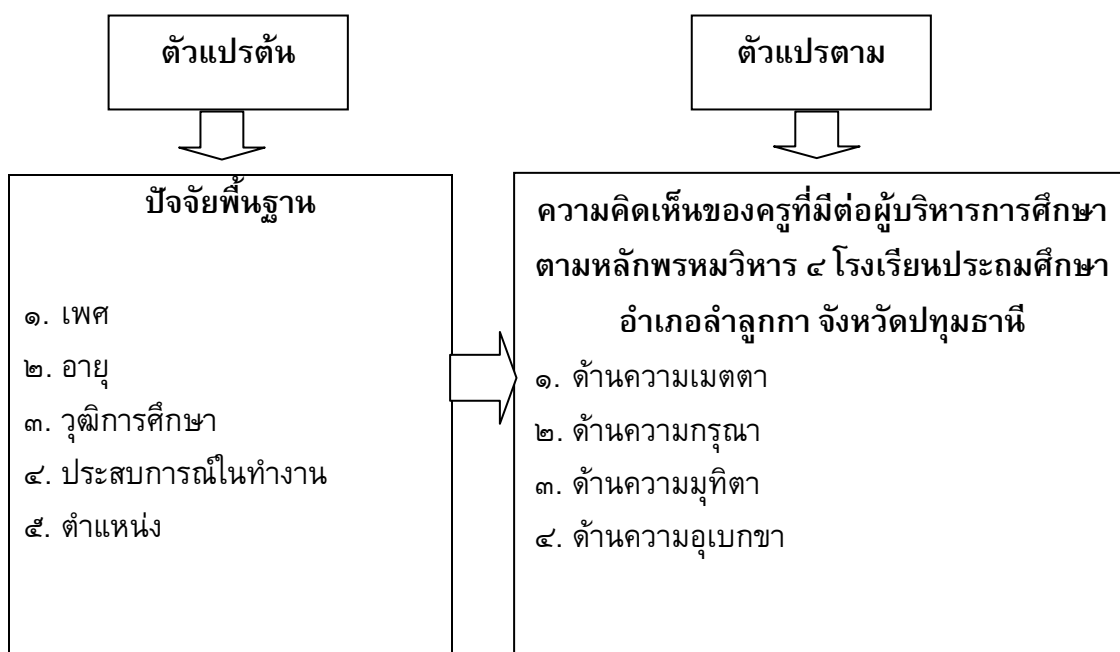 ตัวแปรต้น
ตัวแปรตาม
ปัจจัยพื้นฐาน
๑. เพศ
๒. อายุ
๓. วุฒิการศึกษา
๔. ประสบการณ์ในทำงาน
๕. ตำแหน่ง
ความคิดเห็นของครูที่มีต่อผู้บริหารการศึกษา
ตามหลักพรหมวิหาร ๔ โรงเรียนประถมศึกษา
อำเภอลำลูกกา จังหวัดปทุมธานี
๑. ด้านความเมตตา
๒. ด้านความกรุณา
๓. ด้านความมุทิตา
๔. ด้านความอุเบกขา